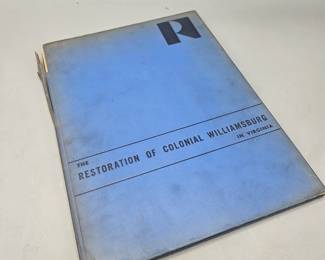 R
THE
RESTORATION OF COLONIAL WILLIAMSBURG
IN VIRGINIA